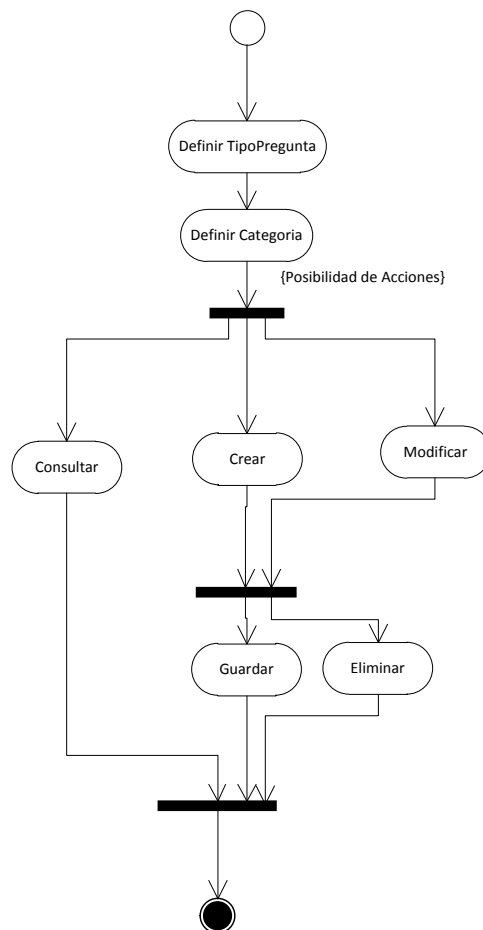 Definir TipoPregunta
Definir Categoria
{Posibilidad de Acciones}
Consultar
Crear
Modificar
Guardar
Eliminar